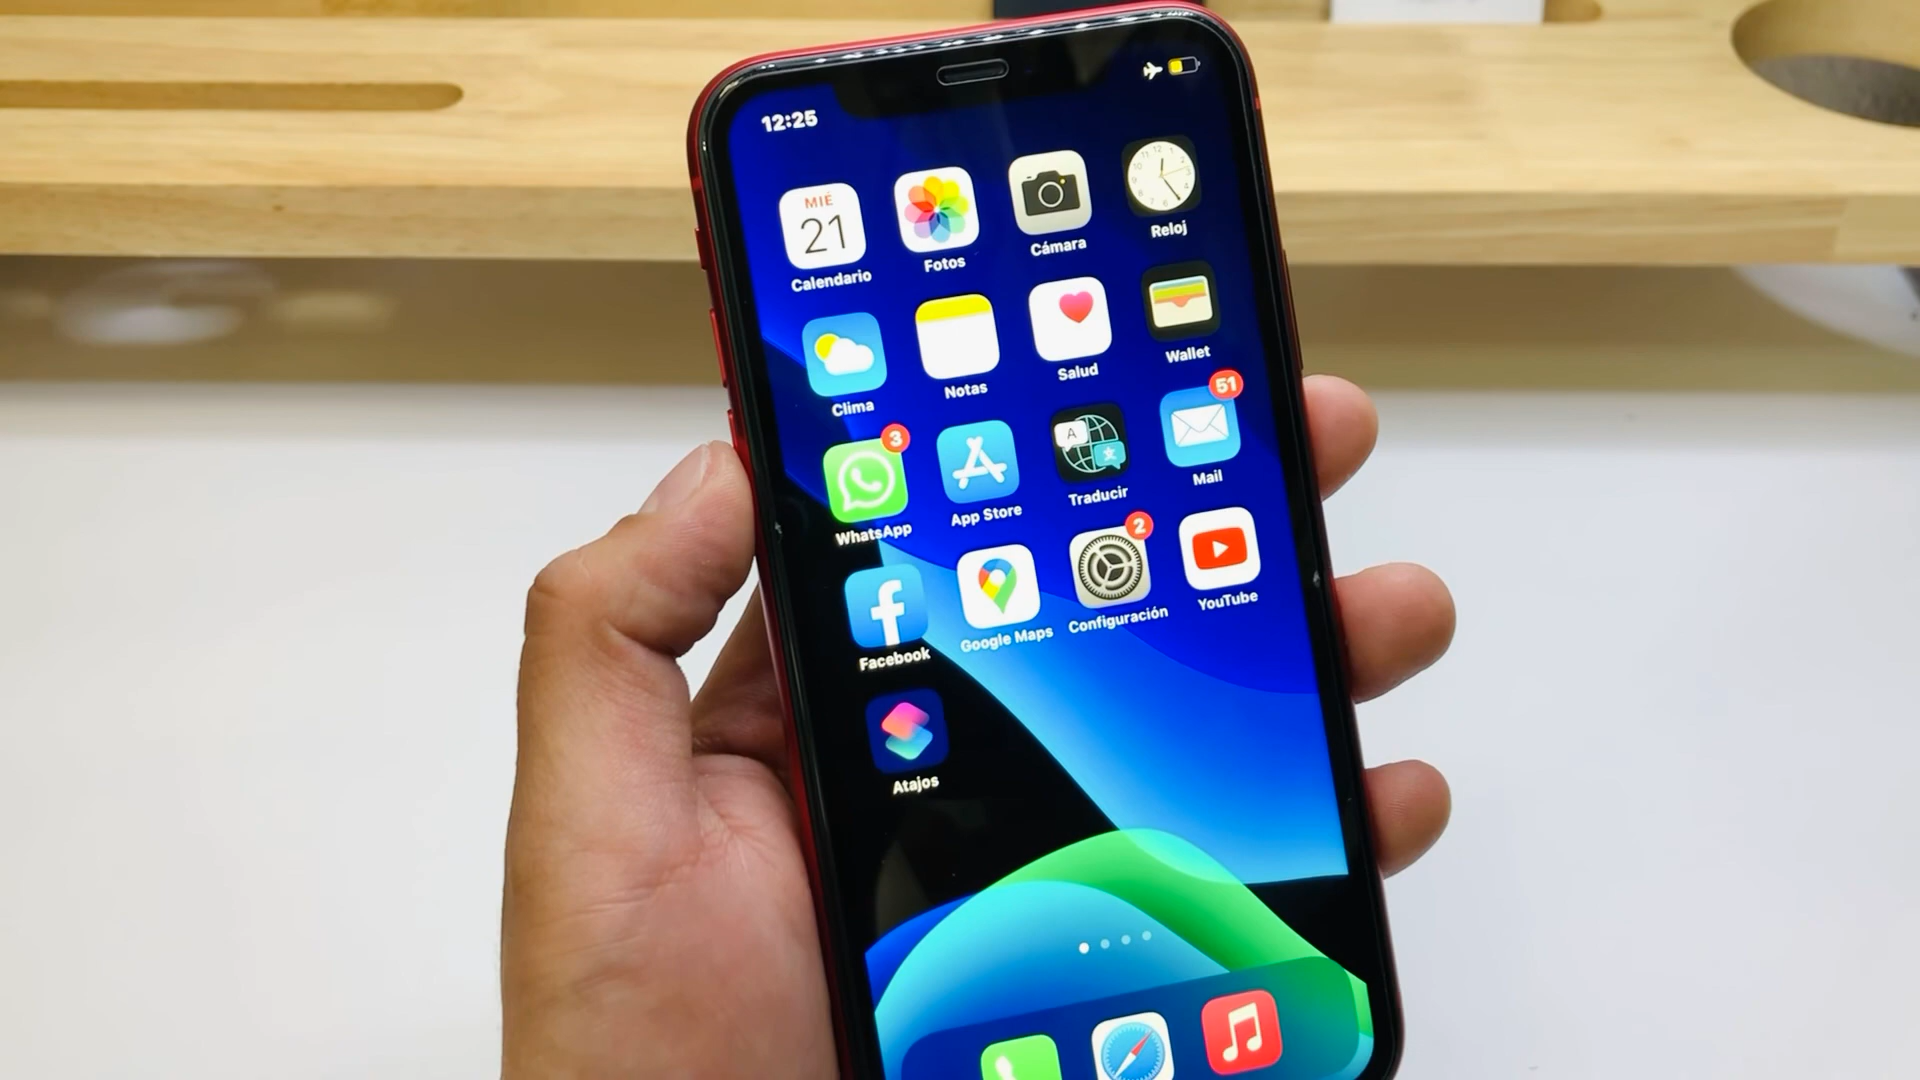 12:25
MIÉ
21
Calendario
Fotos
Cámara
Reloj
Clima
Notas
Salud
Wallet
3
WhatsApp
App Store
A
文
Traducir
51
Mail
Facebook
Google Maps
2
Configuración
YouTube
Atajos